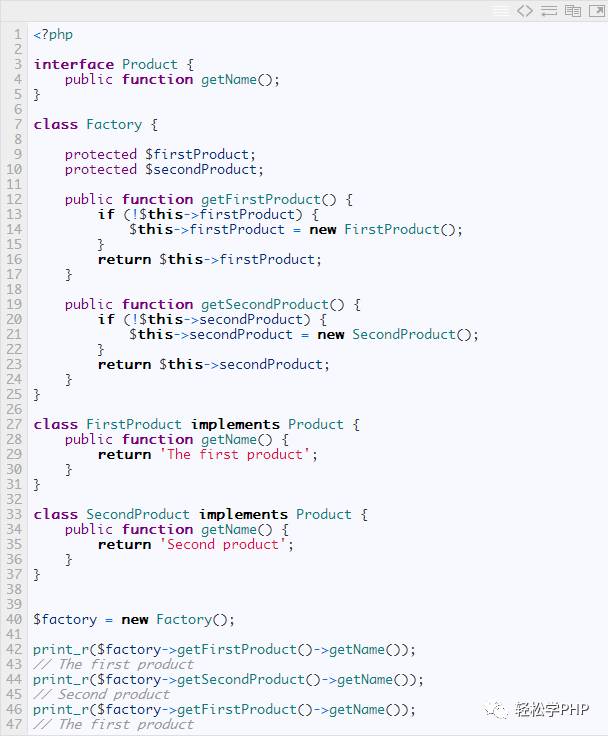 1 <?php
2
3 interface Product {
4     public function getName();
5 }
6
7 class Factory {
8
9     protected $firstProduct;
10     protected $secondProduct;
11
12     public function getFirstProduct() {
13         if (!$this->firstProduct) {
14             $this->firstProduct = new FirstProduct();
15         }
16         return $this->firstProduct;
17     }
18
19     public function getSecondProduct() {
20         if (!$this->secondProduct) {
21             $this->secondProduct = new SecondProduct();
22         }
23         return $this->secondProduct;
24     }
25 }
26
27 class FirstProduct implements Product {
28     public function getName() {
29         return 'The first product';
30     }
31 }
32
33 class SecondProduct implements Product {
34     public function getName() {
35         return 'Second product';
36     }
37 }
38
39
40 $factory = new Factory();
41
42 print_r($factory->getFirstProduct()->getName());
43 // The first product
44 print_r($factory->getSecondProduct()->getName());
45 // Second product
46 print_r($factory->getFirstProduct()->getName());
47 // The first product
轻松学PHP